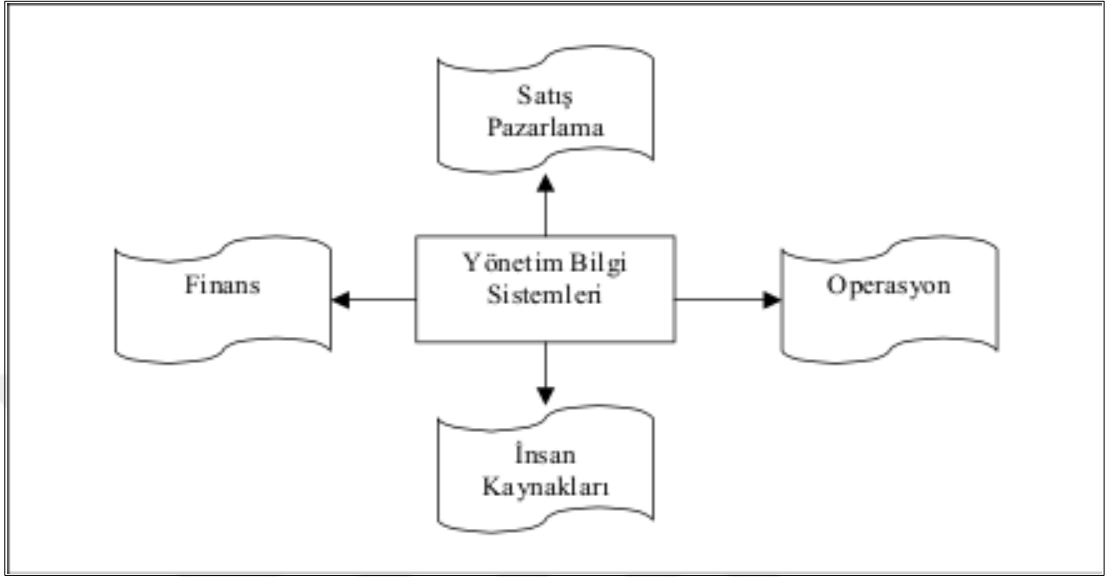 Satış
Pazarlama
Finans
Yönetim Bilgi
Sistemleri
Operasyon
İnsan
Kaynakları